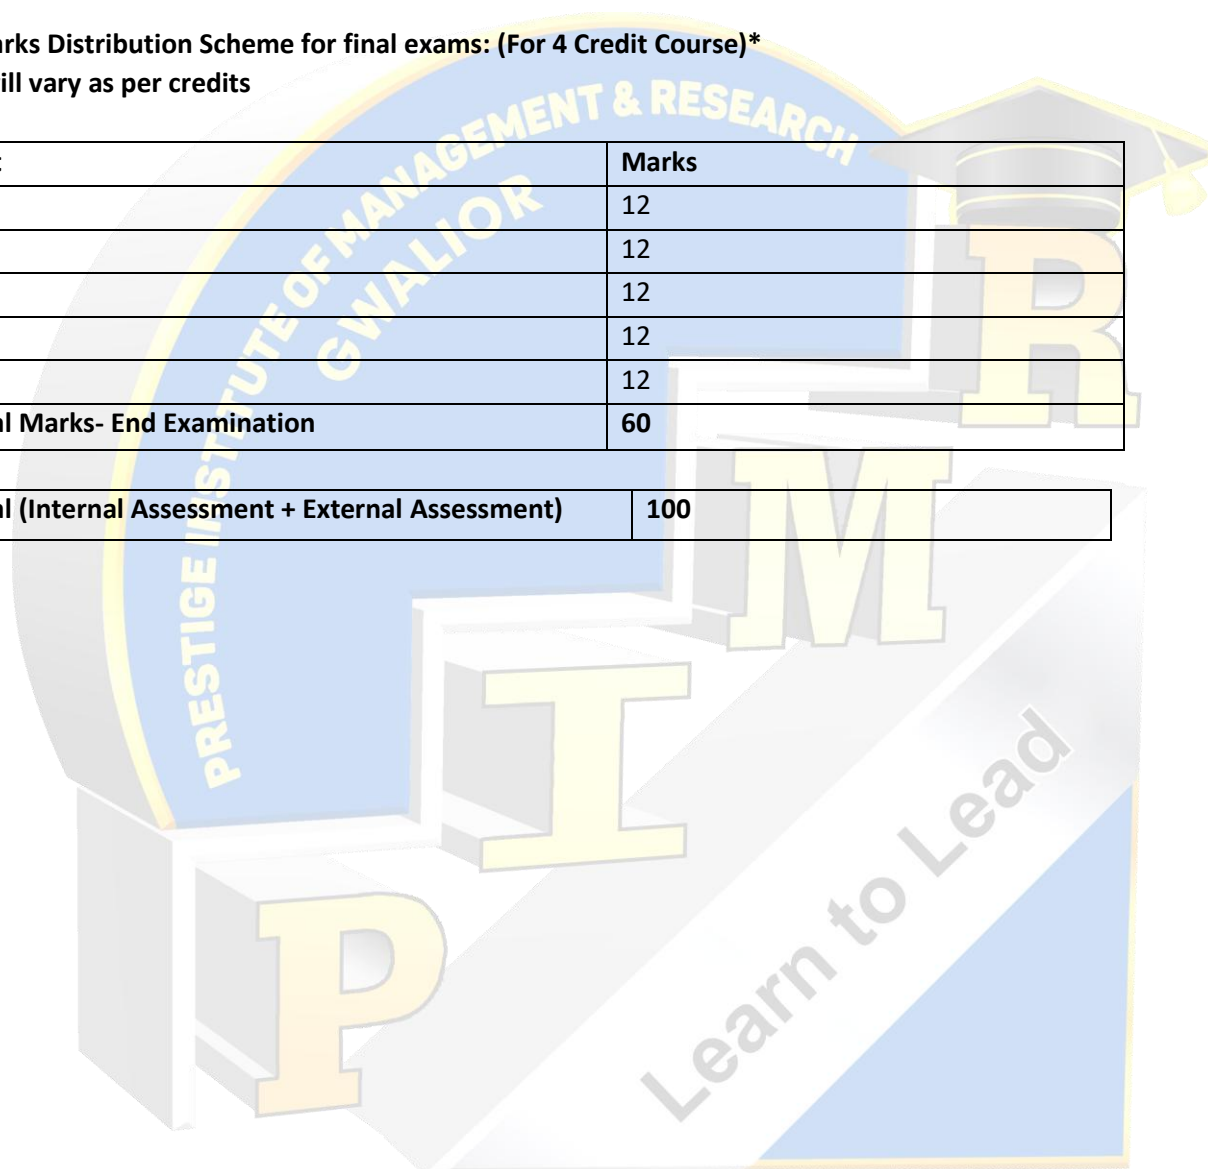 arks Distribution Scheme for final exams: (For 4 Credit Course)*
ill vary as per credits
t Marks
12
12
12
12
12
al Marks- End Examination 60
al (Internal Assessment + External Assessment) 100
PRESTIGE INSTITUTE OF MANAGEMENT & RESEARCH
GWALIOR
P
I
M
R
Learn to Lead